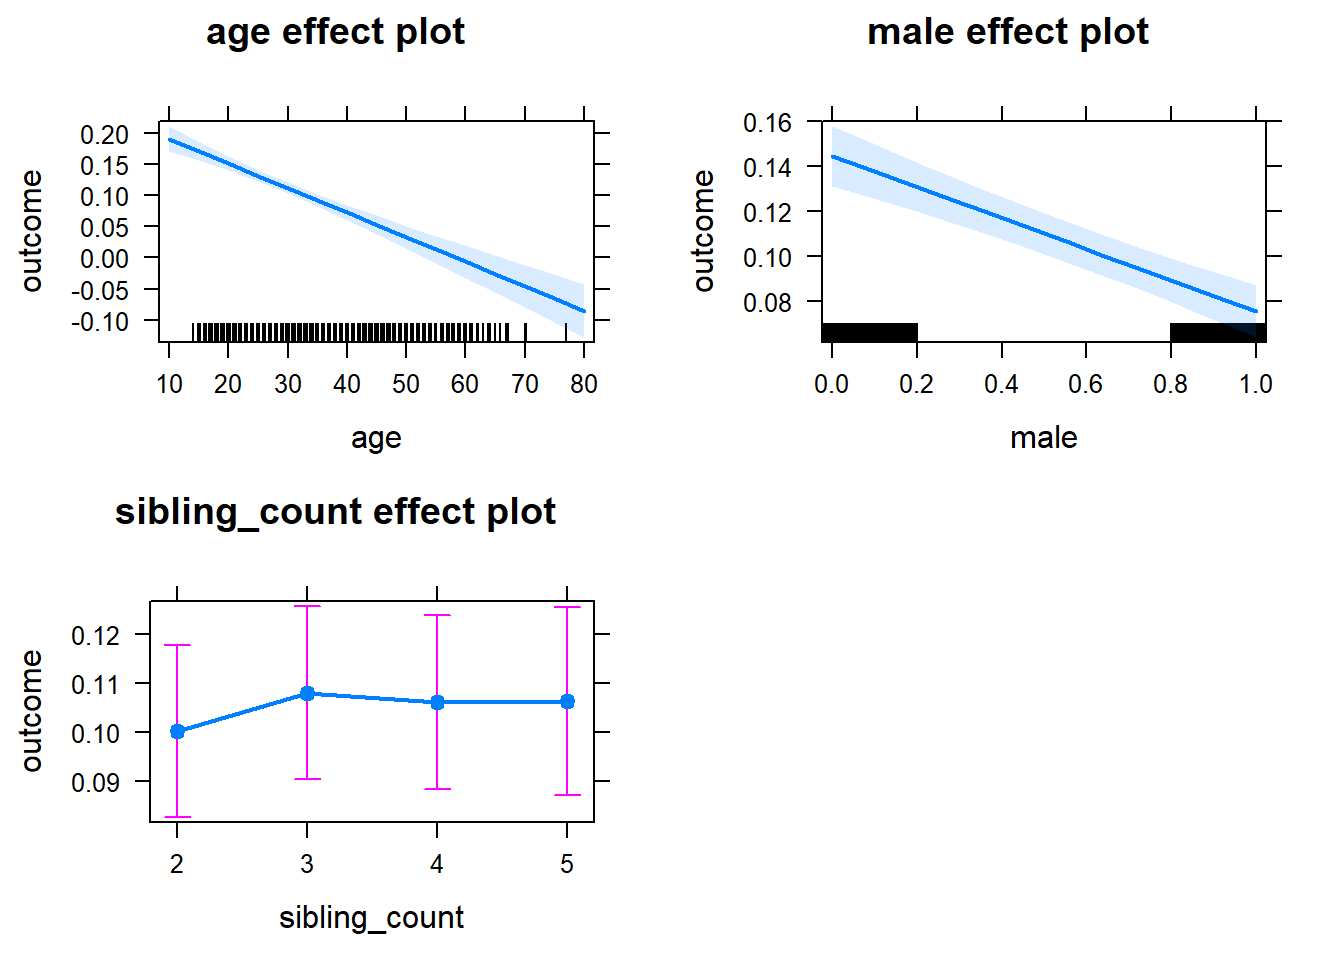 age effect plot
outcome
0.20
0.15
0.10
0.05
0.00
-0.05
-0.10
10 20 30 40 50 60 70 80
age
male effect plot
outcome
0.16
0.14
0.12
0.10
0.08
0.0 0.2 0.4 0.6 0.8 1.0
male
sibling_count effect plot
outcome
0.12
0.11
0.10
0.09
2 3 4 5
sibling_count